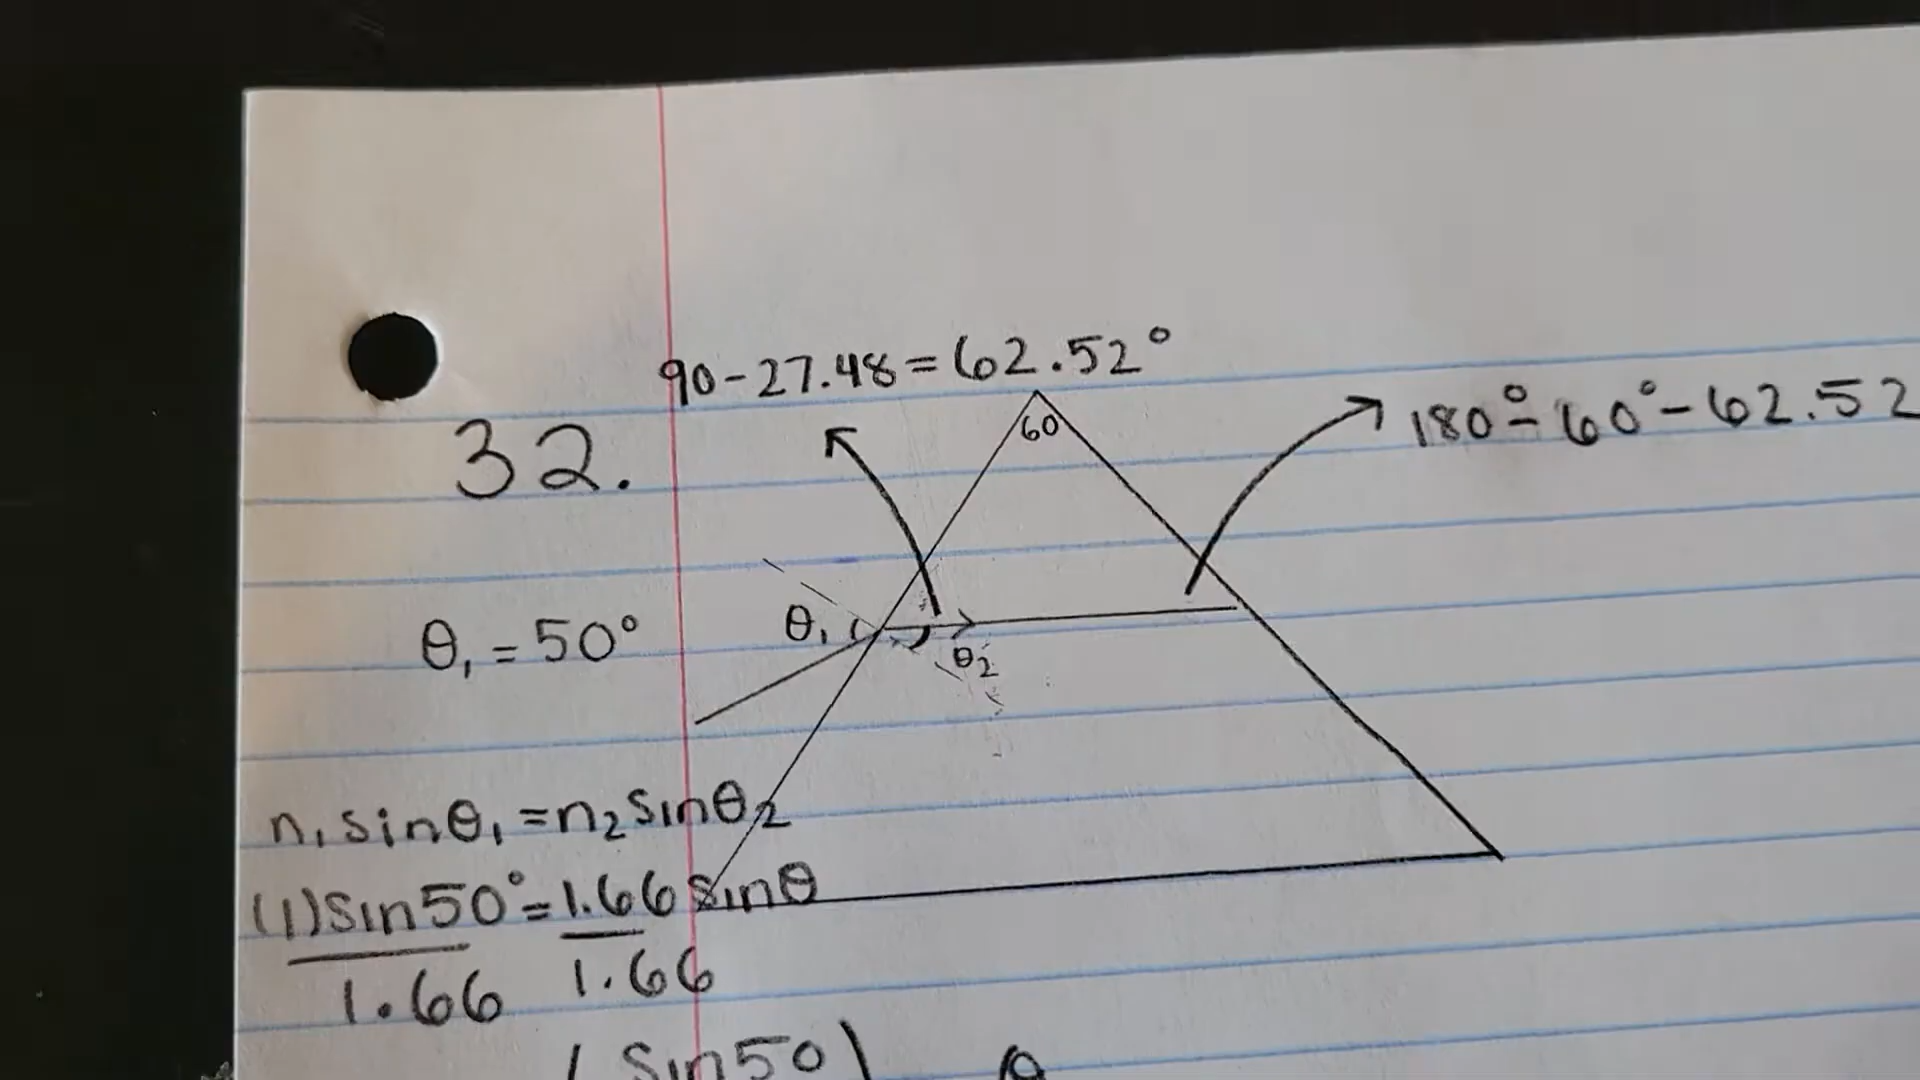 90-27.48=62.52°
180°-60°-62.52
60
32.
θ₁
θ₁=50°
θ₂
n₁sinθ₁=n₂sinθ₂
(1)sin50°=1.66sinθ
1.66 1.66
(sin50) θ